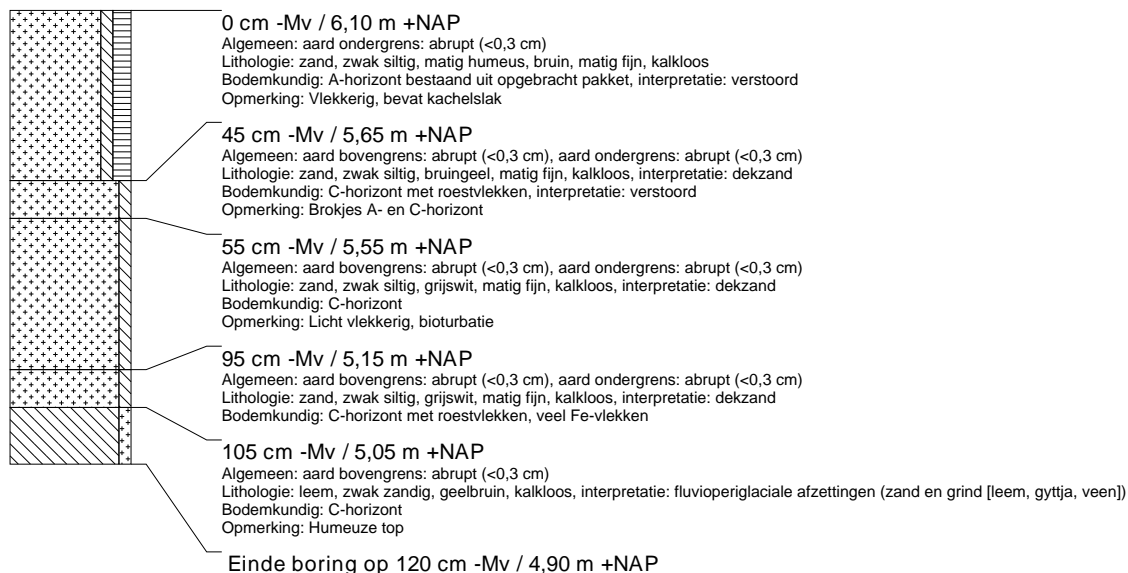 0 cm -Mv / 6,10 m +NAP
Algemeen: aard ondergrens: abrupt (<0,3 cm)
Lithologie: zand, zwak siltig, matig humeus, bruin, matig fijn, kalkloos
Bodemkundig: A-horizont bestaand uit opgebracht pakket, interpretatie: verstoord
Opmerking: Vlekkerig, bevat kachelslak
45 cm -Mv / 5,65 m +NAP
Algemeen: aard bovengrens: abrupt (<0,3 cm), aard ondergrens: abrupt (<0,3 cm)
Lithologie: zand, zwak siltig, bruingeel, matig fijn, kalkloos, interpretatie: dekzand
Bodemkundig: C-horizont met roestvlekken, interpretatie: verstoord
Opmerking: Brokjes A- en C-horizont
55 cm -Mv / 5,55 m +NAP
Algemeen: aard bovengrens: abrupt (<0,3 cm), aard ondergrens: abrupt (<0,3 cm)
Lithologie: zand, zwak siltig, grijswit, matig fijn, kalkloos, interpretatie: dekzand
Bodemkundig: C-horizont
Opmerking: Licht vlekkerig, bioturbatie
95 cm -Mv / 5,15 m +NAP
Algemeen: aard bovengrens: abrupt (<0,3 cm), aard ondergrens: abrupt (<0,3 cm)
Lithologie: zand, zwak siltig, grijswit, matig fijn, kalkloos, interpretatie: dekzand
Bodemkundig: C-horizont met roestvlekken, veel Fe-vlekken
105 cm -Mv / 5,05 m +NAP
Algemeen: aard bovengrens: abrupt (<0,3 cm)
Lithologie: leem, zwak zandig, geelbruin, kalkloos, interpretatie: fluvioperiglaciale afzettingen (zand en grind [leem, gyttja, veen])
Bodemkundig: C-horizont
Opmerking: Humeuze top
Einde boring op 120 cm -Mv / 4,90 m +NAP